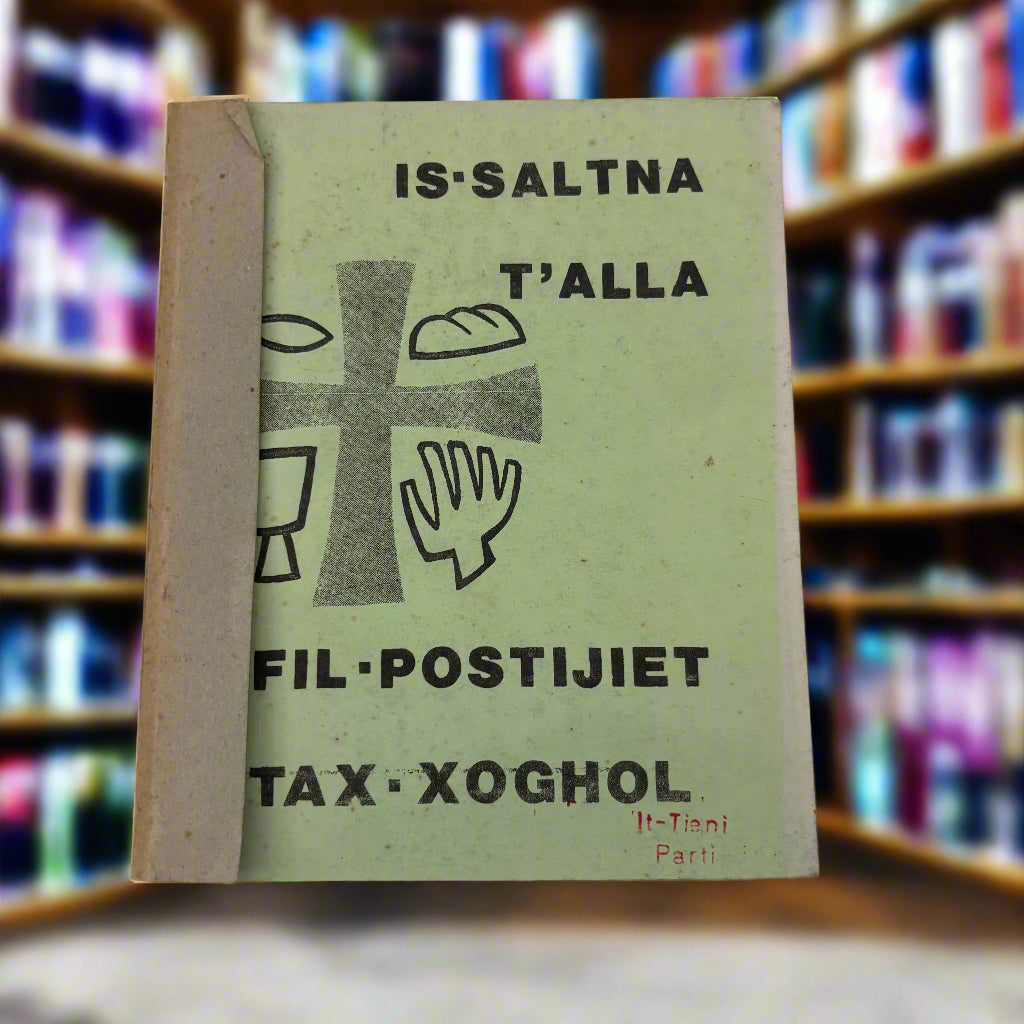 IS-SALTNA
T'ALLA
FIL-POSTIJIET
TAX-XOGHOL
It-Tieni
Parti